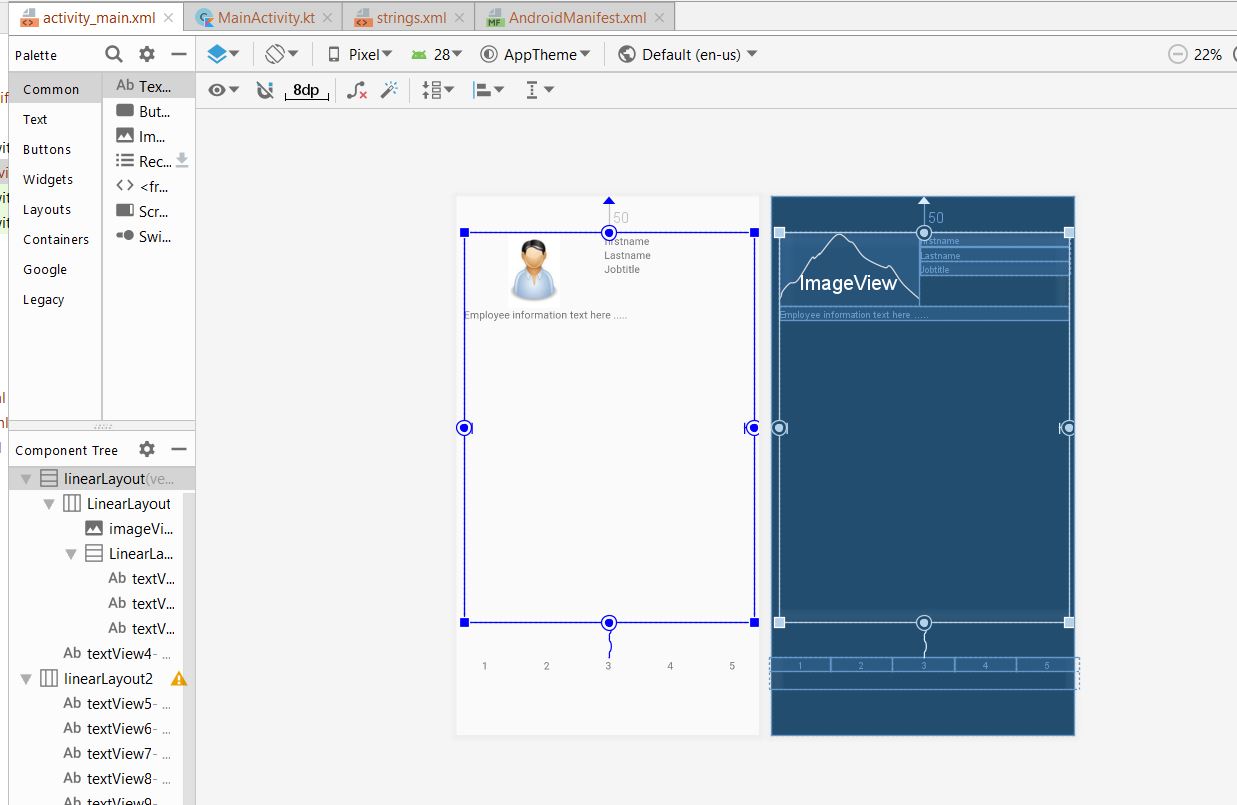 activity_main.xml MainActivity.kt strings.xml AndroidManifest.xml
Palette Pixel 28 AppTheme Default (en-us) 22%
8dp
Common
Text
Buttons
Widgets
Layouts
Containers
Google
Legacy
Ab Tex...
But...
Im...
Rec...
<fr...
Scr...
Swi...
Component Tree
linearLayout(ve...
LinearLayout
imageVi...
LinearLa...
Ab textV...
Ab textV...
Ab textV...
Ab textView4- ...
linearLayout2
Ab textView5- ...
Ab textView6- ...
Ab textView7- ...
Ab textView8- ...
Ab textView9- ...
50
firstname
Lastname
Jobtitle
Employee information text here .....
1 2 3 4 5
50
firstname
Lastname
Jobtitle
ImageView
Employee information text here .....
1 2 3 4 5